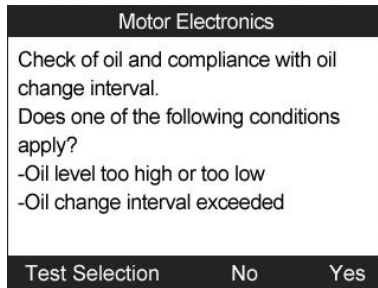 Motor Electronics
Check of oil and compliance with oil
change interval.
Does one of the following conditions
apply?
-Oil level too high or too low
-Oil change interval exceeded
Test Selection No Yes